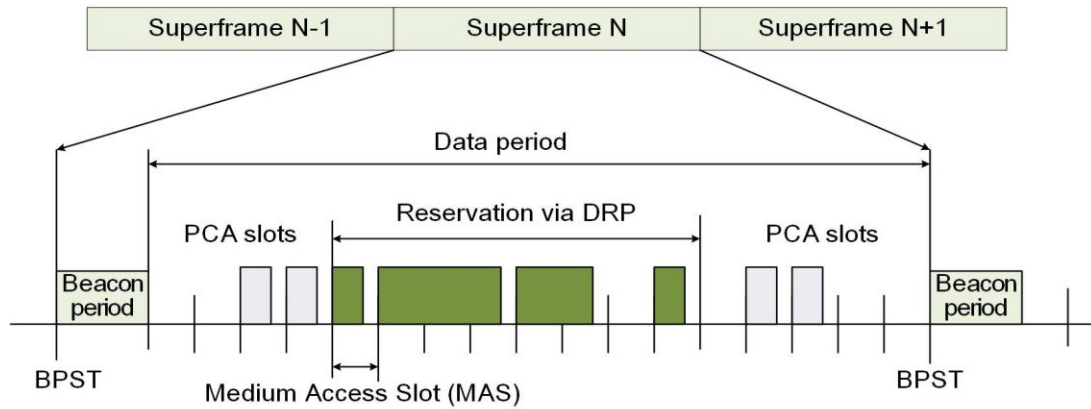 Superframe N-1
Superframe N
Superframe N+1
Data period
Reservation via DRP
PCA slots
PCA slots
Beacon
period
Beacon
period
BPST
BPST
Medium Access Slot (MAS)